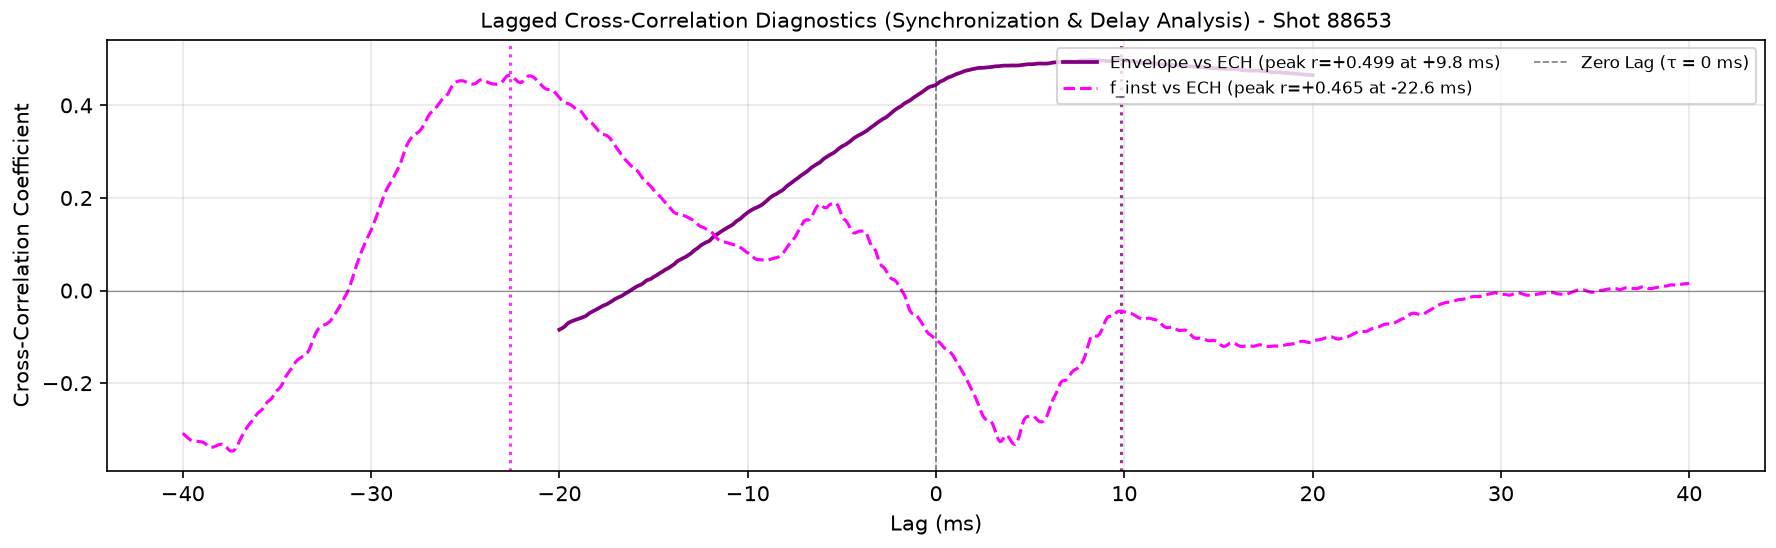 Lagged Cross-Correlation Diagnostics (Synchronization & Delay Analysis) - Shot 88653
Envelope vs ECH (peak r=+0.499 at +9.8 ms)
f_inst vs ECH (peak r=+0.465 at -22.6 ms)
Zero Lag (τ = 0 ms)
Cross-Correlation Coefficient
0.4
0.2
0.0
−0.2
−40
−30
−20
−10
0
10
20
30
40
Lag (ms)